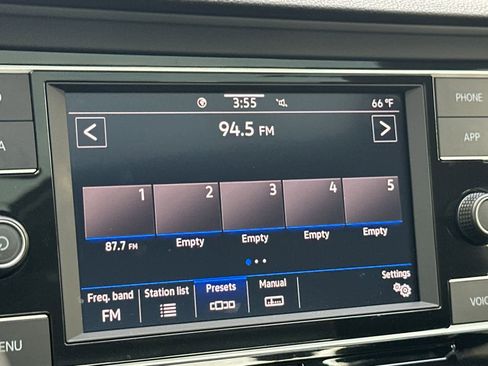 3:55 66 °F
PHONE
94.5 FM
APP
1 2 3 4 5
87.7 FM Empty Empty Empty Empty
Freq. band Station list Presets Manual Settings
FM
VOIC
MENU